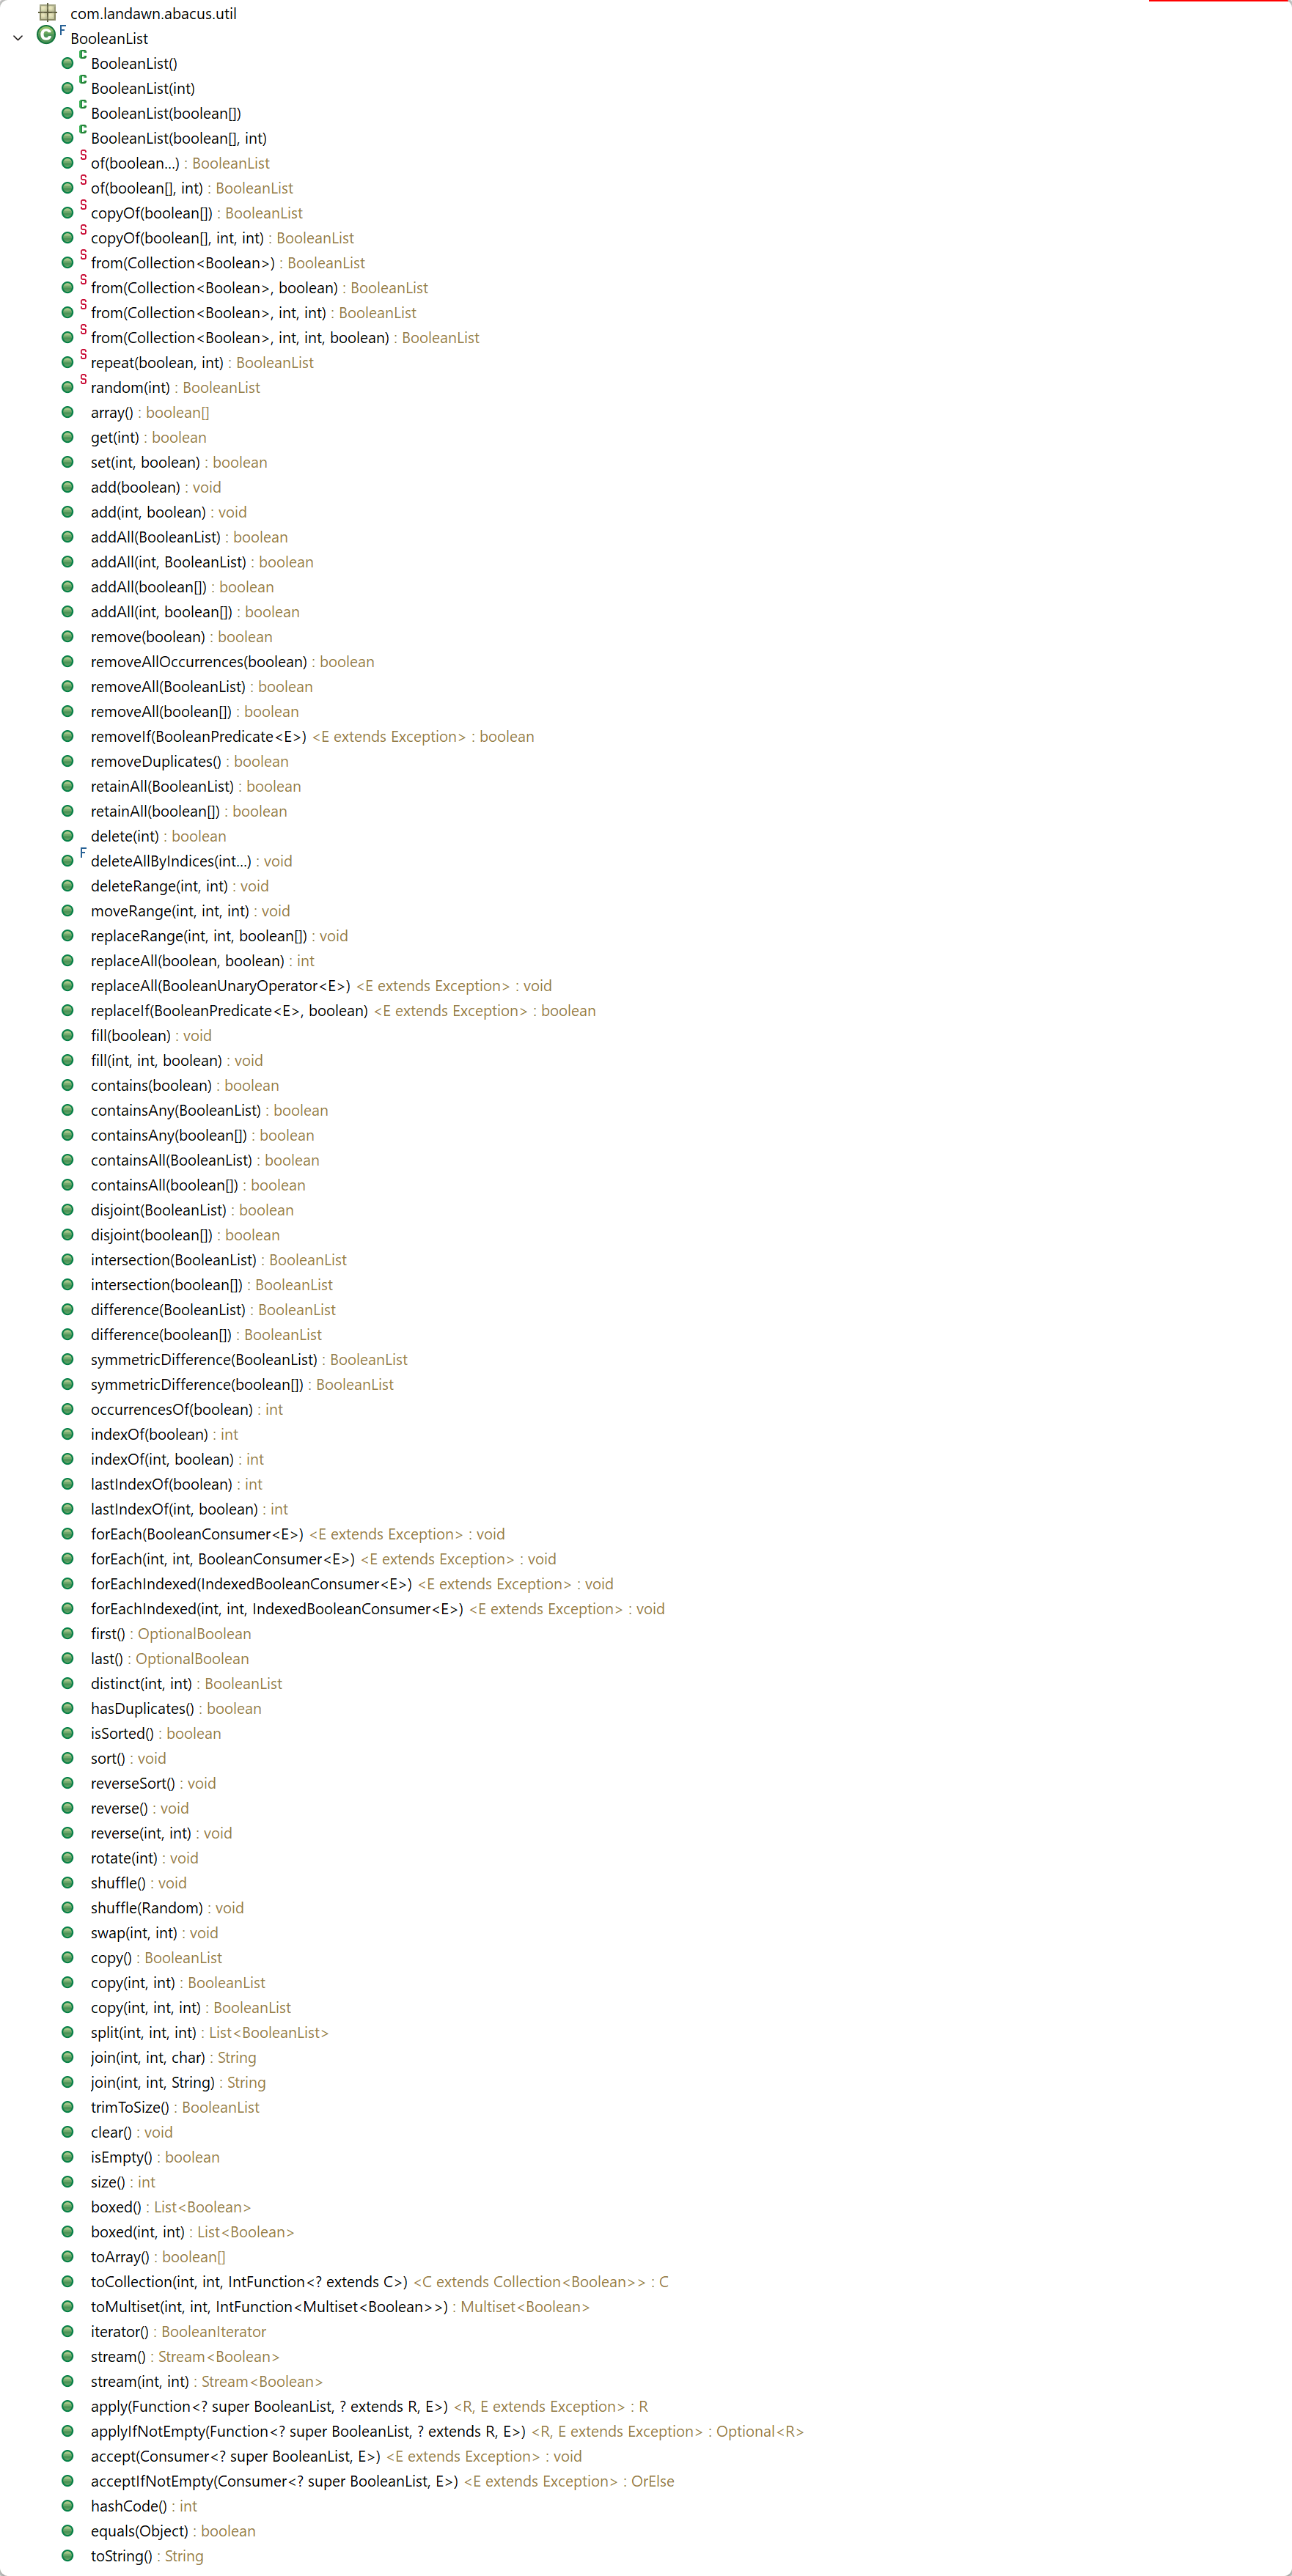 com.landawn.abacus.util
BooleanList
BooleanList()
BooleanList(int)
BooleanList(boolean[])
BooleanList(boolean[], int)
of(boolean...) : BooleanList
of(boolean[], int) : BooleanList
copyOf(boolean[]) : BooleanList
copyOf(boolean[], int, int) : BooleanList
from(Collection<Boolean>) : BooleanList
from(Collection<Boolean>, boolean) : BooleanList
from(Collection<Boolean>, int, int) : BooleanList
from(Collection<Boolean>, int, int, boolean) : BooleanList
repeat(boolean, int) : BooleanList
random(int) : BooleanList
array() : boolean[]
get(int) : boolean
set(int, boolean) : boolean
add(boolean) : void
add(int, boolean) : void
addAll(BooleanList) : boolean
addAll(int, BooleanList) : boolean
addAll(boolean[]) : boolean
addAll(int, boolean[]) : boolean
remove(boolean) : boolean
removeAllOccurrences(boolean) : boolean
removeAll(BooleanList) : boolean
removeAll(boolean[]) : boolean
removeIf(BooleanPredicate<E>) <E extends Exception> : boolean
removeDuplicates() : boolean
retainAll(BooleanList) : boolean
retainAll(boolean[]) : boolean
delete(int) : boolean
deleteAllByIndices(int...) : void
deleteRange(int, int) : void
moveRange(int, int, int) : void
replaceRange(int, int, boolean[]) : void
replaceAll(boolean, boolean) : int
replaceAll(BooleanUnaryOperator<E>) <E extends Exception> : void
replaceIf(BooleanPredicate<E>, boolean) <E extends Exception> : boolean
fill(boolean) : void
fill(int, int, boolean) : void
contains(boolean) : boolean
containsAny(BooleanList) : boolean
containsAny(boolean[]) : boolean
containsAll(BooleanList) : boolean
containsAll(boolean[]) : boolean
disjoint(BooleanList) : boolean
disjoint(boolean[]) : boolean
intersection(BooleanList) : BooleanList
intersection(boolean[]) : BooleanList
difference(BooleanList) : BooleanList
difference(boolean[]) : BooleanList
symmetricDifference(BooleanList) : BooleanList
symmetricDifference(boolean[]) : BooleanList
occurrencesOf(boolean) : int
indexOf(boolean) : int
indexOf(int, boolean) : int
lastIndexOf(boolean) : int
lastIndexOf(int, boolean) : int
forEach(BooleanConsumer<E>) <E extends Exception> : void
forEach(int, int, BooleanConsumer<E>) <E extends Exception> : void
forEachIndexed(IndexedBooleanConsumer<E>) <E extends Exception> : void
forEachIndexed(int, int, IndexedBooleanConsumer<E>) <E extends Exception> : void
first() : OptionalBoolean
last() : OptionalBoolean
distinct(int, int) : BooleanList
hasDuplicates() : boolean
isSorted() : boolean
sort() : void
reverseSort() : void
reverse() : void
reverse(int, int) : void
rotate(int) : void
shuffle() : void
shuffle(Random) : void
swap(int, int) : void
copy() : BooleanList
copy(int, int) : BooleanList
copy(int, int, int) : BooleanList
split(int, int, int) : List<BooleanList>
join(int, int, char) : String
join(int, int, String) : String
trimToSize() : BooleanList
clear() : void
isEmpty() : boolean
size() : int
boxed() : List<Boolean>
boxed(int, int) : List<Boolean>
toArray() : boolean[]
toCollection(int, int, IntFunction<? extends C>) <C extends Collection<Boolean>> : C
toMultiset(int, int, IntFunction<Multiset<Boolean>>) : Multiset<Boolean>
iterator() : BooleanIterator
stream() : Stream<Boolean>
stream(int, int) : Stream<Boolean>
apply(Function<? super BooleanList, ? extends R, E>) <R, E extends Exception> : R
applyIfNotEmpty(Function<? super BooleanList, ? extends R, E>) <R, E extends Exception> : Optional<R>
accept(Consumer<? super BooleanList, E>) <E extends Exception> : void
acceptIfNotEmpty(Consumer<? super BooleanList, E>) <E extends Exception> : OrElse
hashCode() : int
equals(Object) : boolean
toString() : String